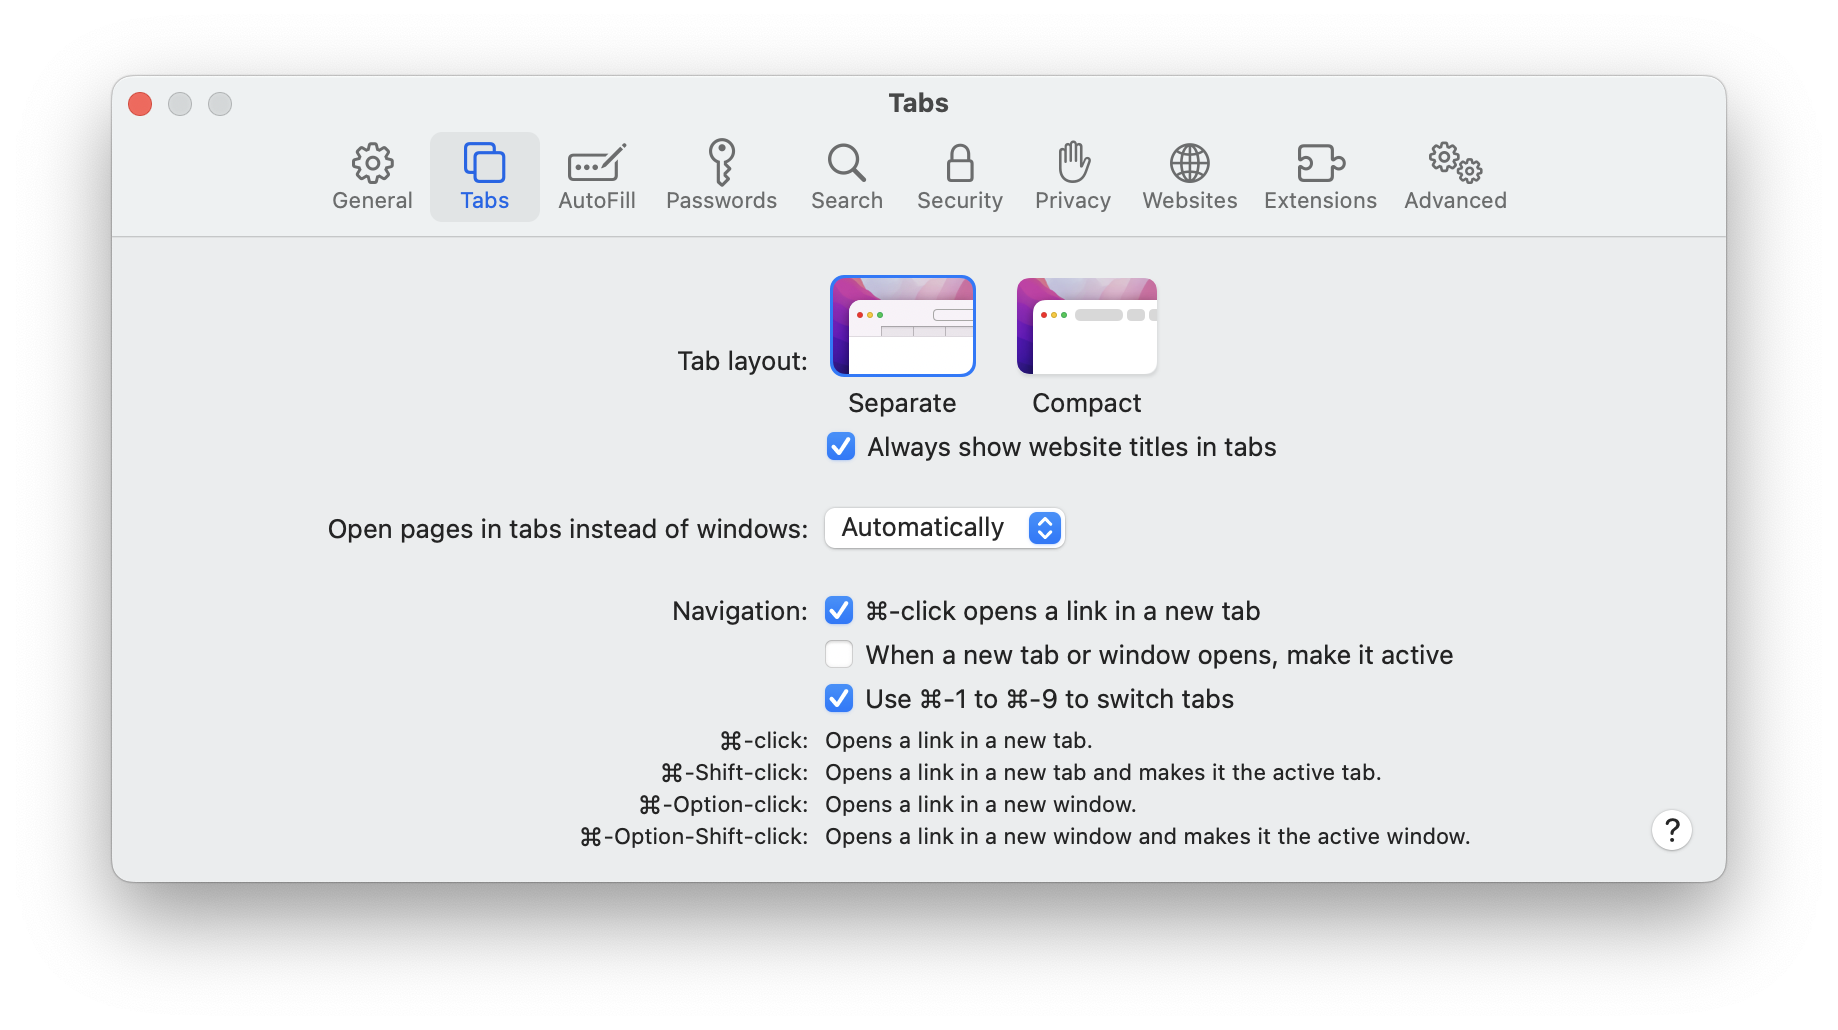 Tabs
General Tabs AutoFill Passwords Search Security Privacy Websites Extensions Advanced
Tab layout:
Separate Compact
Always show website titles in tabs
Open pages in tabs instead of windows: Automatically
Navigation: ⌘-click opens a link in a new tab
When a new tab or window opens, make it active
Use ⌘-1 to ⌘-9 to switch tabs
⌘-click: Opens a link in a new tab.
⌘-Shift-click: Opens a link in a new tab and makes it the active tab.
⌘-Option-click: Opens a link in a new window.
⌘-Option-Shift-click: Opens a link in a new window and makes it the active window.
?